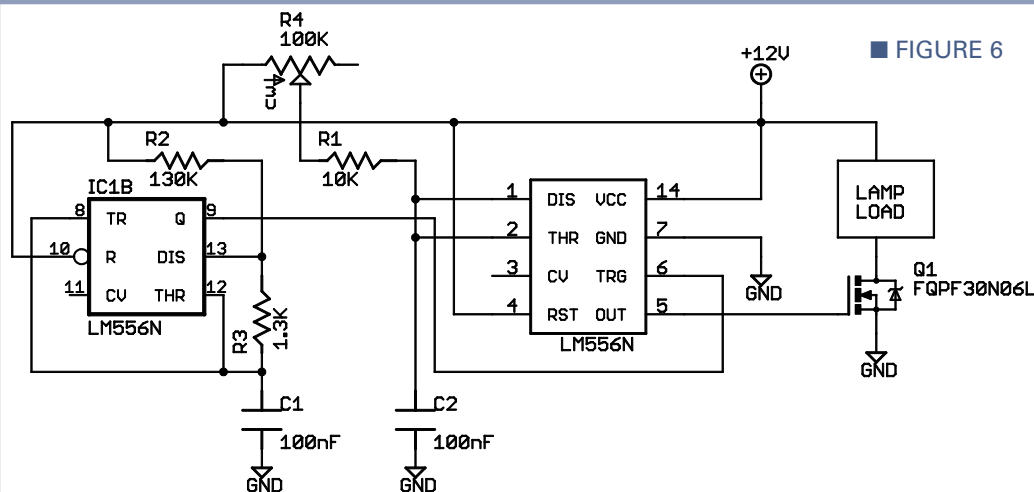 R4
100K
CW
+12V
■ FIGURE 6
R2
130K
R1
10K
IC1B
8 TR Q 9
10 R DIS 13
11 CV THR 12
LM556N
R3
1.3K
1 DIS VCC 14
2 THR GND 7
3 CV TRG 6
4 RST OUT 5
LM556N
GND
LAMP
LOAD
Q1
FQPF30N06L
GND
C1
100nF
GND
C2
100nF
GND